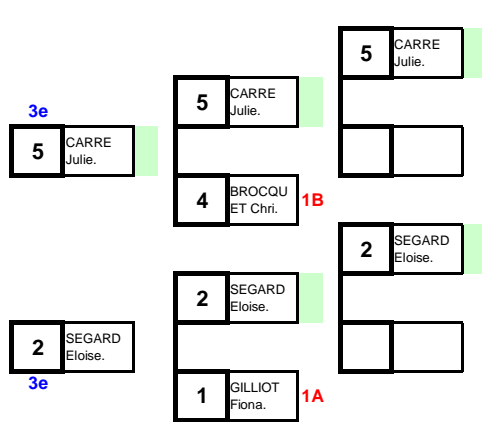 5
CARRE
Julie.
5
CARRE
Julie.
3e
5
CARRE
Julie.
4
BROCQU
ET Chri.
1B
2
SEGARD
Eloise.
2
SEGARD
Eloise.
2
SEGARD
Eloise.
3e
1
GILLIOT
Fiona.
1A